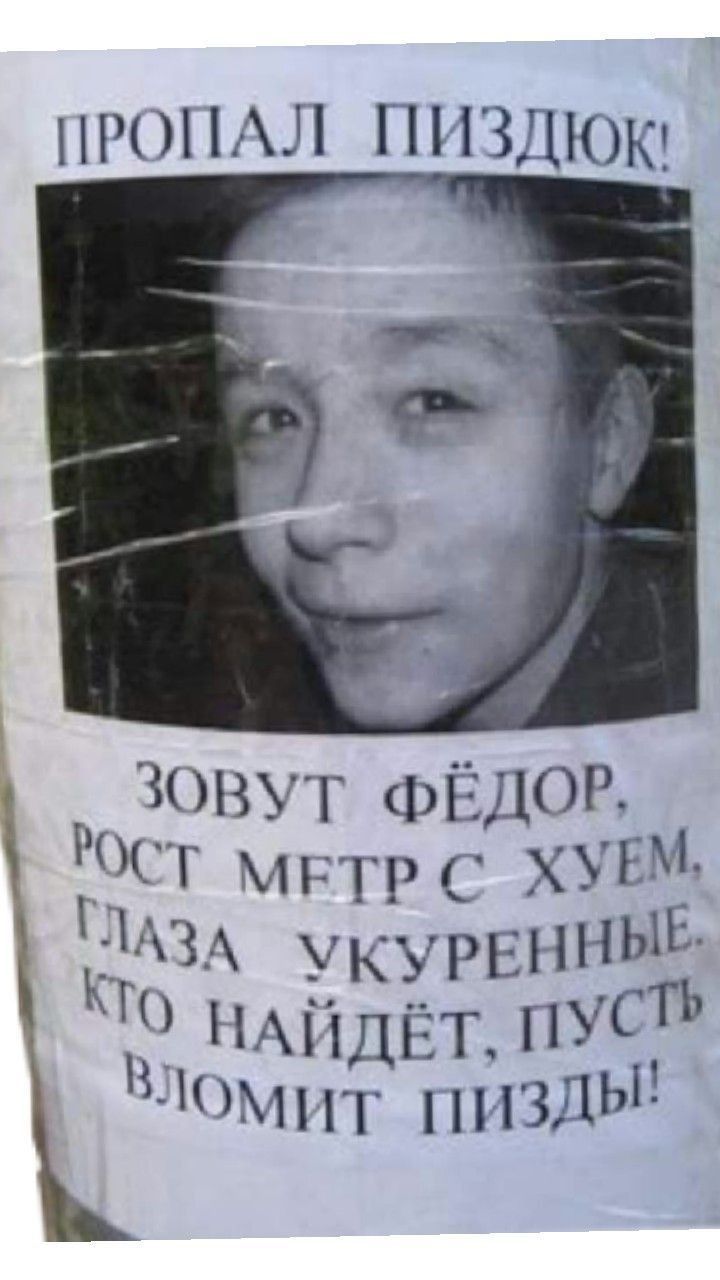 ПРОПАЛ ПИЗДЮК!
ЗОВУТ ФЁДОР,
РОСТ МЕТР С ХУЕМ,
ГЛАЗА УКУРЕННЫЕ.
КТО НАЙДЁТ, ПУСТЬ
ВЛОМИТ ПИЗДЫ!